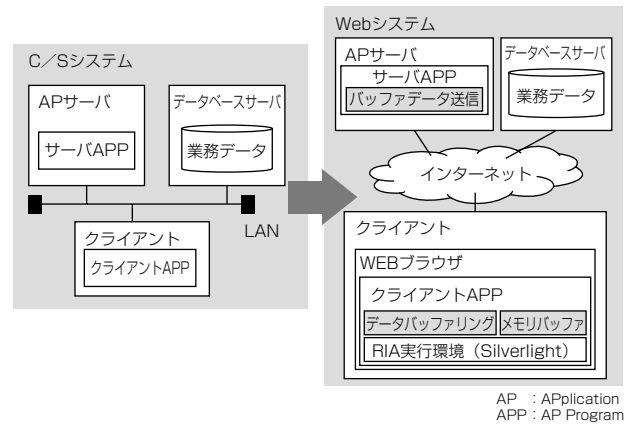 C／Sシステム
APサーバ
サーバAPP
データベースサーバ
業務データ
LAN
クライアント
クライアントAPP
Webシステム
APサーバ
サーバAPP
バッファデータ送信
データベースサーバ
業務データ
インターネット
クライアント
WEBブラウザ
クライアントAPP
データバッファリング
メモリバッファ
RIA実行環境（Silverlight）
AP ：APplication
APP：AP Program